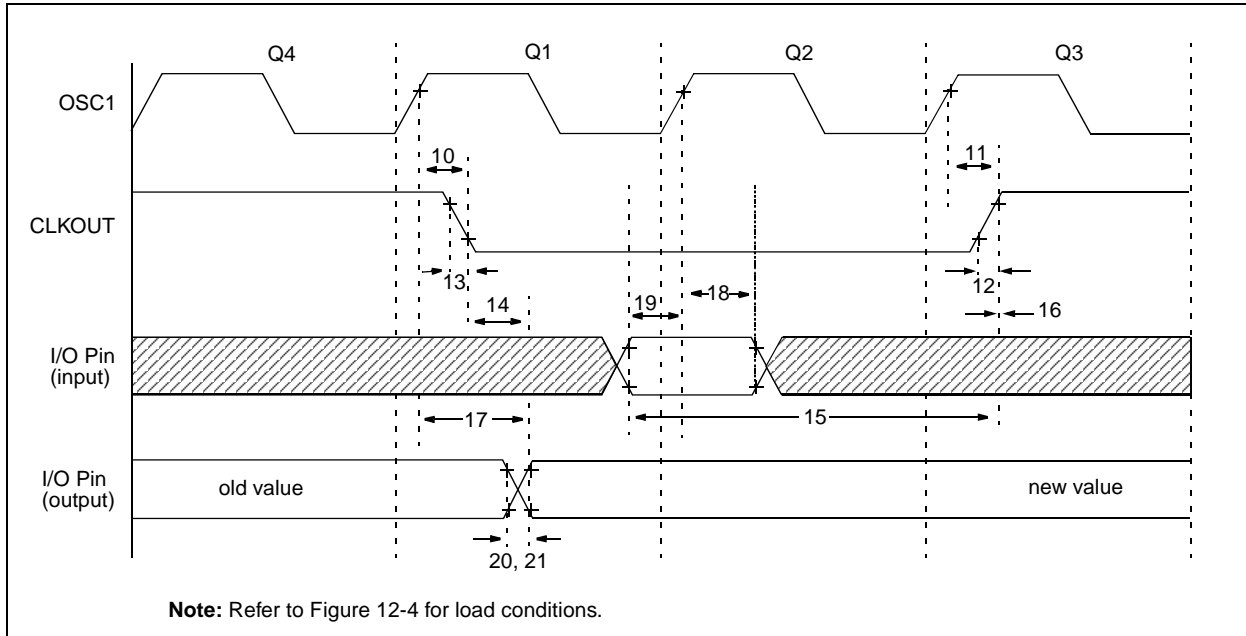 Q4 Q1 Q2 Q3
OSC1
10 11
CLKOUT
13 12
14 19 18 16
I/O Pin
(input)
17 15
I/O Pin
(output)
old value new value
20, 21
Note: Refer to Figure 12-4 for load conditions.